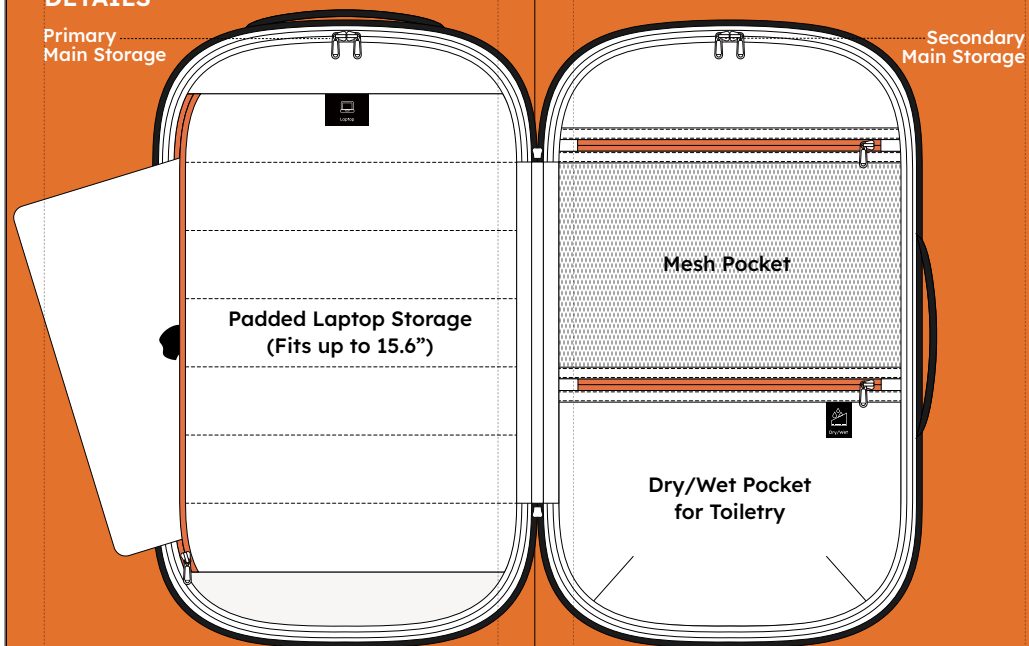 DETAILS
Primary
Main Storage
Secondary
Main Storage
Laptop
Mesh Pocket
Padded Laptop Storage
(Fits up to 15.6”)
Dry/Wet
Dry/Wet Pocket
for Toiletry